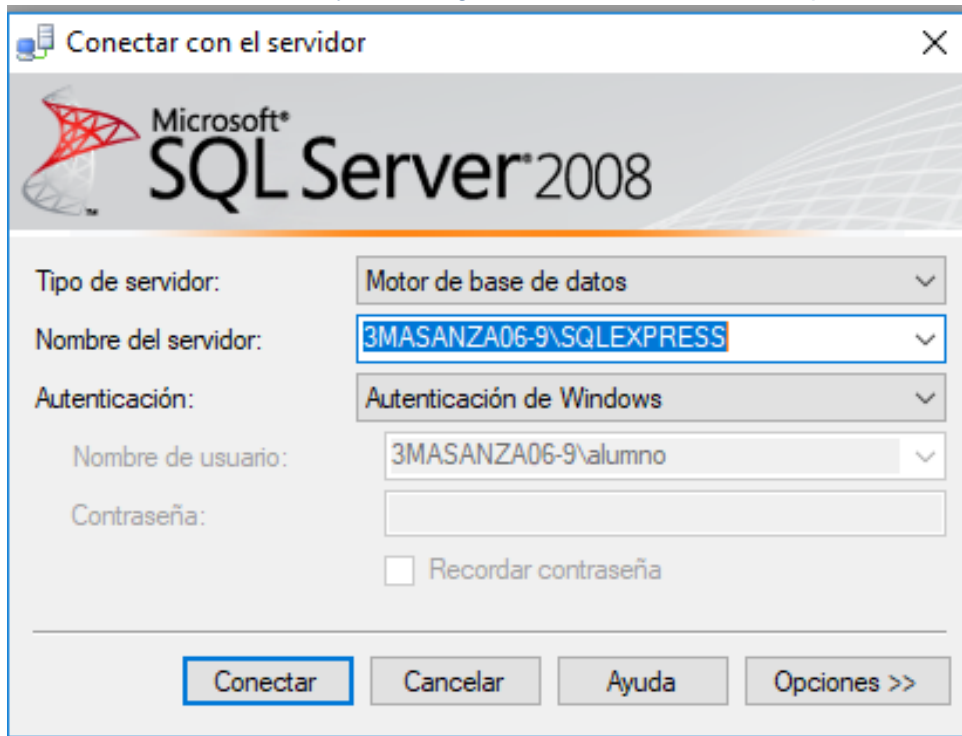 Conectar con el servidor
Microsoft®
SQL Server® 2008
Tipo de servidor: Motor de base de datos
Nombre del servidor: 3MASANZA06-9\SQLEXPRESS
Autenticación: Autenticación de Windows
Nombre de usuario: 3MASANZA06-9\alumno
Contraseña:
Recordar contraseña
Conectar Cancelar Ayuda Opciones >>